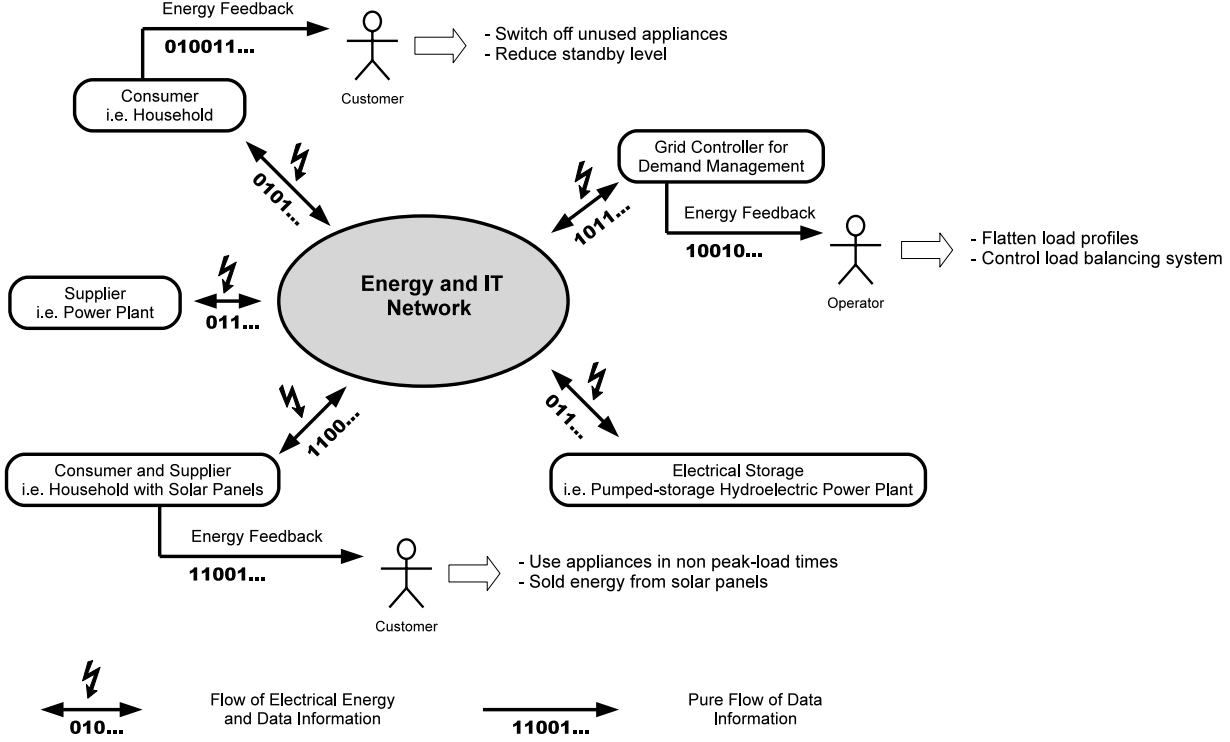 Energy Feedback
010011...
Customer
- Switch off unused appliances
- Reduce standby level
Consumer
i.e. Household
0101...
Grid Controller for
Demand Management
1011...
Energy Feedback
10010...
Operator
- Flatten load profiles
- Control load balancing system
Energy and IT
Network
Supplier
i.e. Power Plant
011...
1100...
011...
Consumer and Supplier
i.e. Household with Solar Panels
Electrical Storage
i.e. Pumped-storage Hydroelectric Power Plant
Energy Feedback
11001...
Customer
- Use appliances in non peak-load times
- Sold energy from solar panels
010...
Flow of Electrical Energy
and Data Information
11001...
Pure Flow of Data
Information